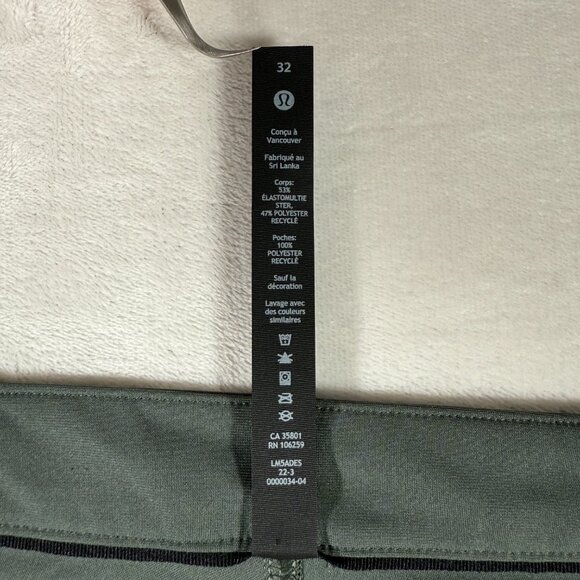 32
Conçu à
Vancouver
Fabriqué au
Sri Lanka
Corps:
53%
ÉLASTOMULTIE
STER,
47% POLYESTER
RECYCLÉ
Poches:
100%
POLYESTER
RECYCLÉ
Sauf la
décoration
Lavage avec
des couleurs
similaires
CA 35801
RN 106259
LM5ADES
22-3
0000034-04